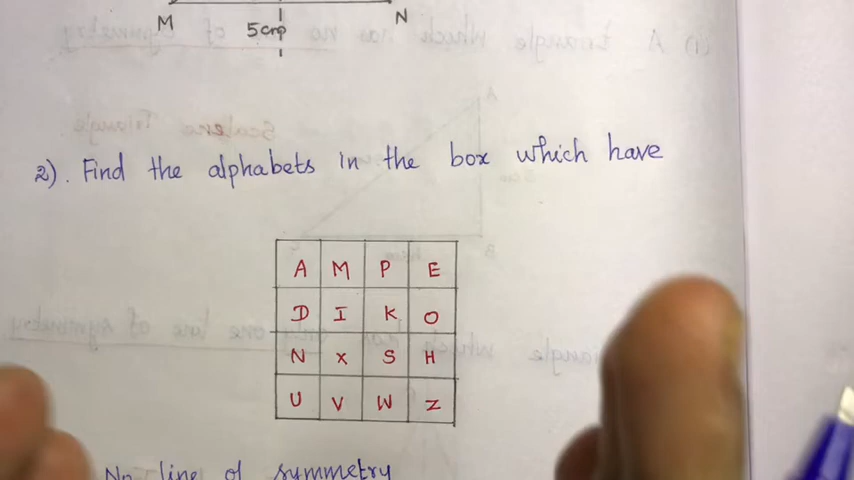 M
5cm
N
2). Find the alphabets in the box which have
A M P E
D I K O
N X S H
U V W Z
No line of symmetry